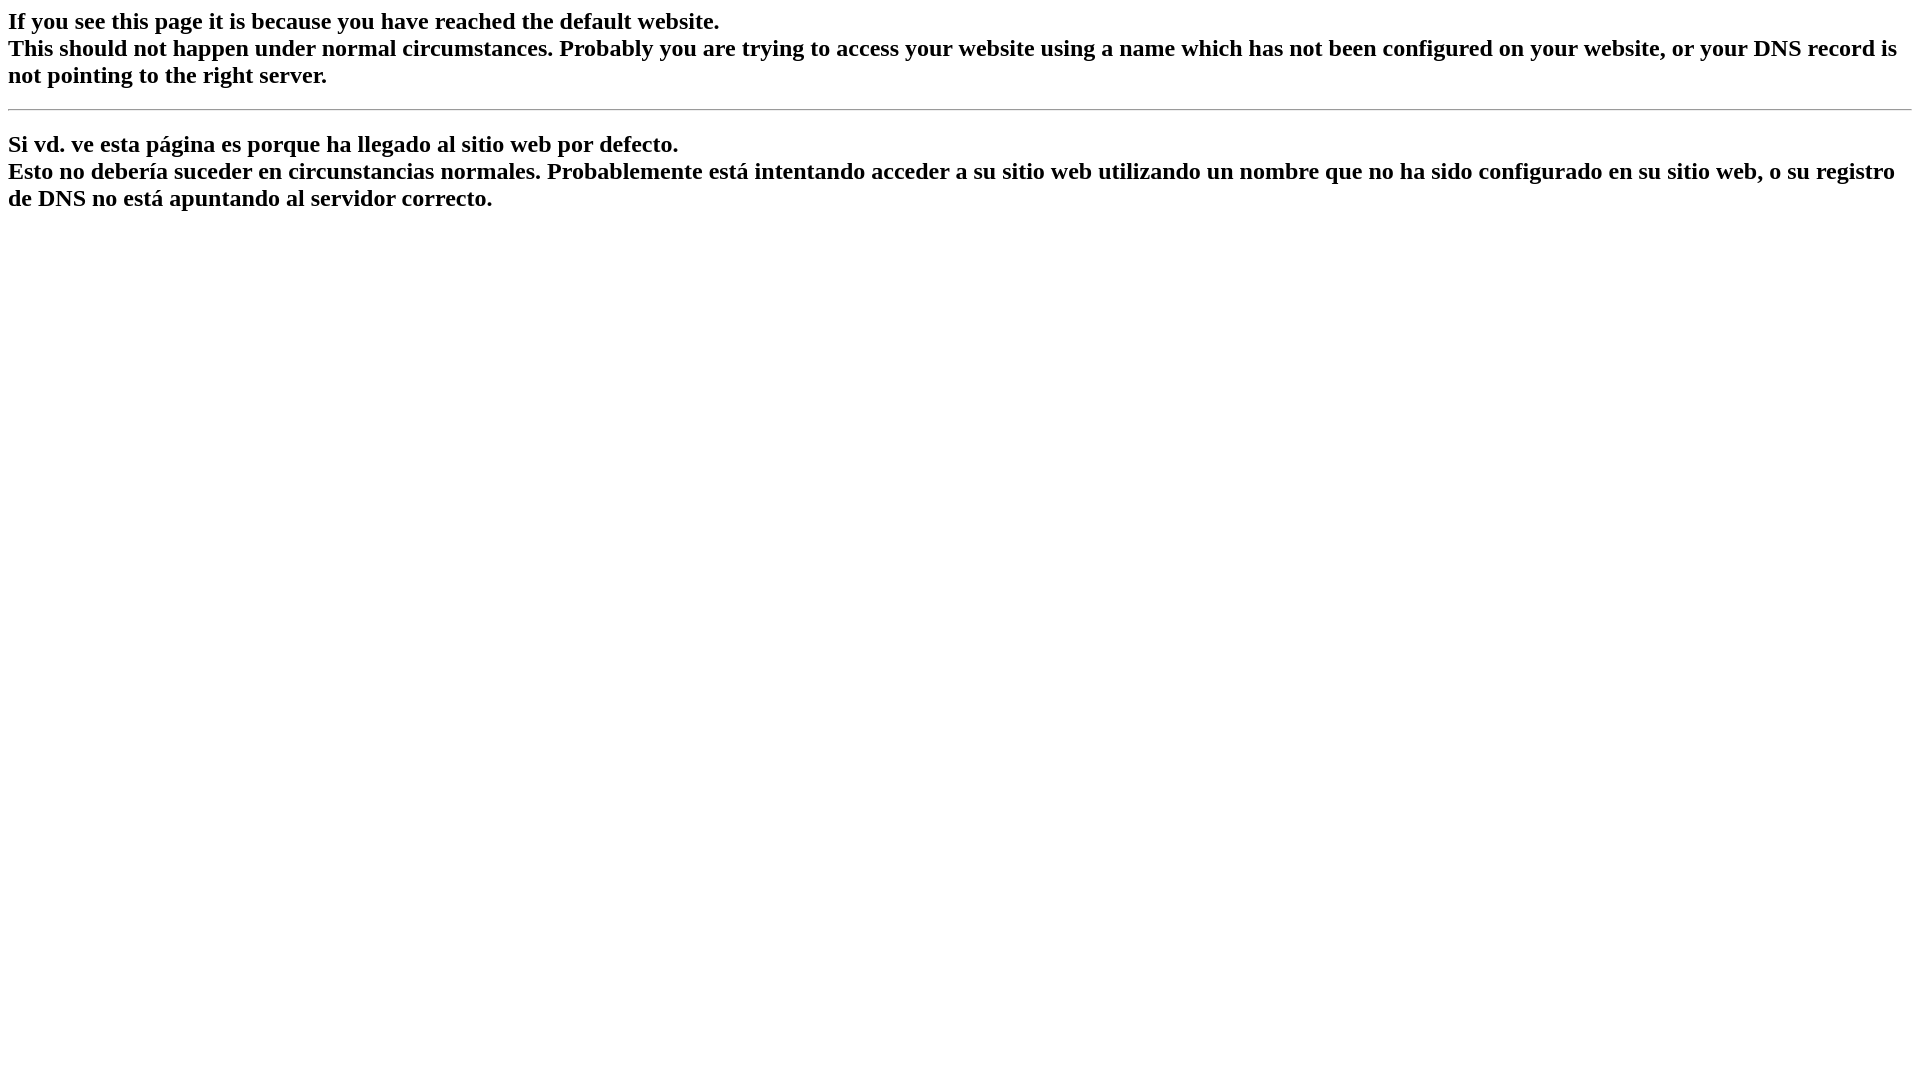 If you see this page it is because you have reached the default website.
This should not happen under normal circumstances. Probably you are trying to access your website using a name which has not been configured on your website, or your DNS record is
not pointing to the right server.
Si vd. ve esta página es porque ha llegado al sitio web por defecto.
Esto no debería suceder en circunstancias normales. Probablemente está intentando acceder a su sitio web utilizando un nombre que no ha sido configurado en su sitio web, o su registro
de DNS no está apuntando al servidor correcto.